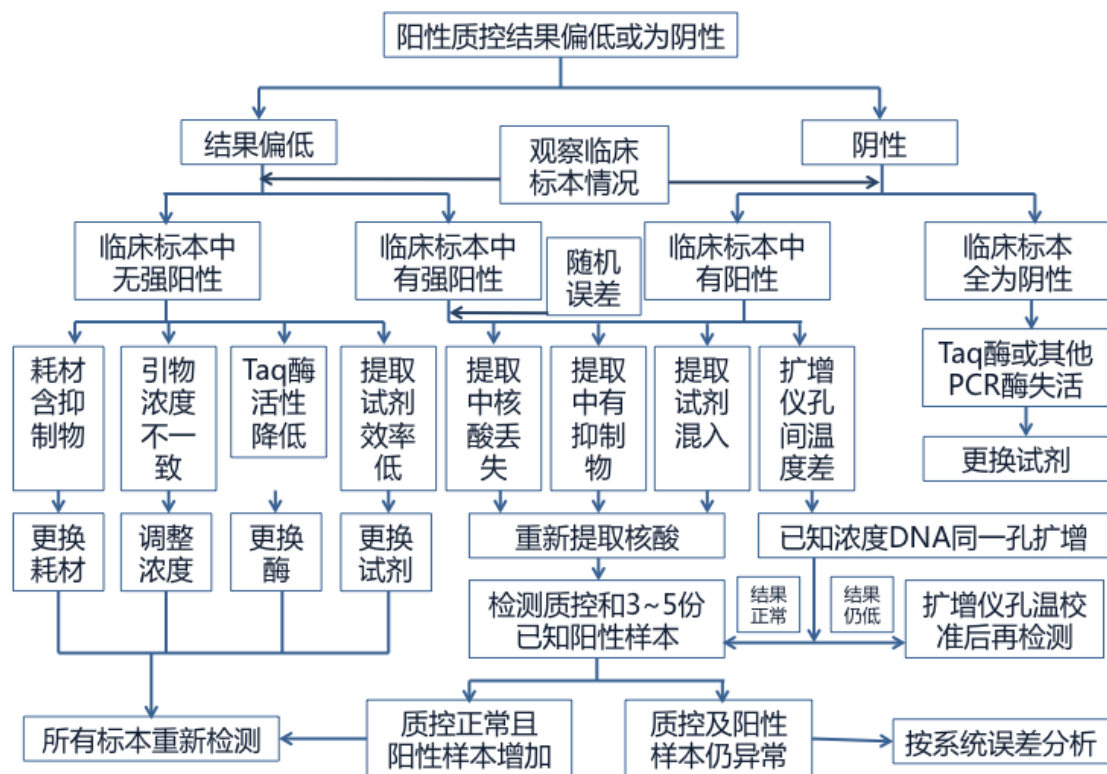 阳性质控结果偏低或为阴性
结果偏低
观察临床
标本情况
阴性
临床标本中
无强阳性
临床标本中
有强阳性
随机
误差
临床标本中
有阳性
临床标本
全为阴性
耗材
含抑
制物
引物
浓度
不一
致
Taq酶
活性
降低
提取
试剂
效率
低
提取
中核
酸丢
失
提取
中有
抑制
物
提取
试剂
混入
扩增
仪孔
间温
度差
Taq酶或其他
PCR酶失活
更换试剂
更换
耗材
调整
浓度
更换
酶
更换
试剂
重新提取核酸
已知浓度DNA同一孔扩增
检测质控和3~5份
已知阳性样本
结果
正常
结果
仍低
扩增仪孔温校
准后再检测
所有标本重新检测
质控正常且
阳性样本增加
质控及阳性
样本仍异常
按系统误差分析